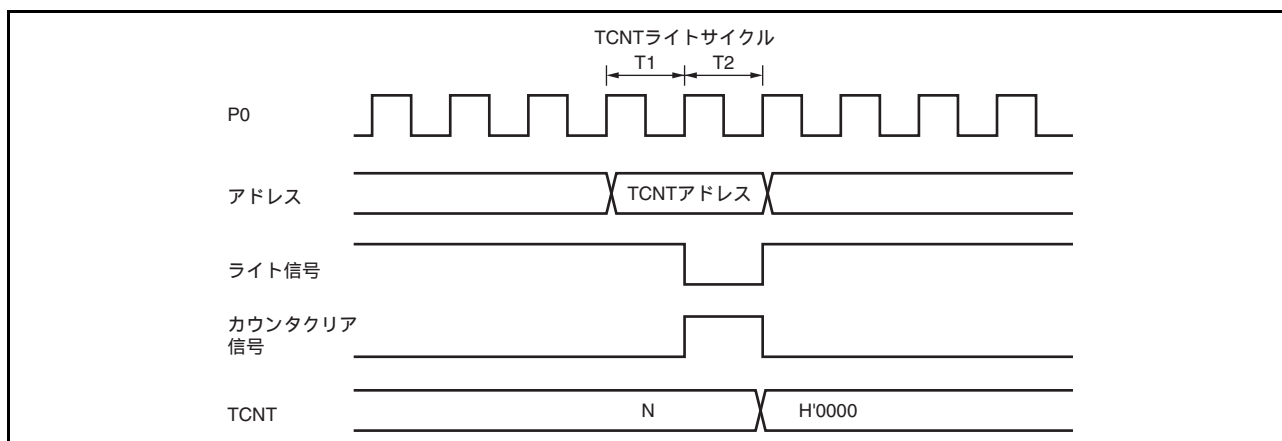 TCNTライトサイクル
T1
T2
P0
アドレス
TCNTアドレス
ライト信号
カウンタクリア
信号
TCNT
N
H'0000